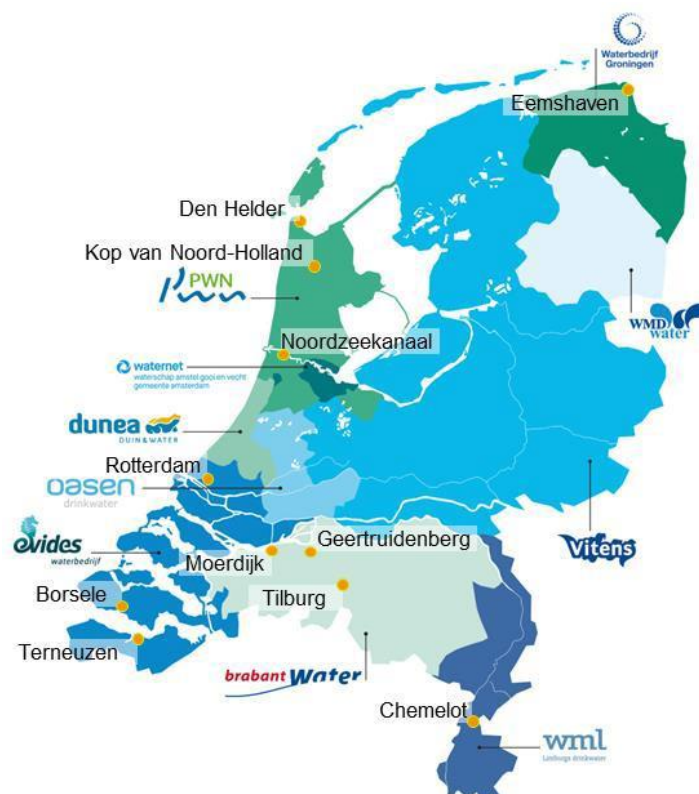 Waterbedrijf
Groningen
Eemshaven
Den Helder
Kop van Noord-Holland
PWN
WMD
water
Noordzeekanaal
waternet
waterschap amstel gooi en vecht
gemeente amsterdam
dunea
DUIN & WATER
Rotterdam
oasen
drinkwater
evides
waterbedrijf
Geertruidenberg
Vitens
Moerdijk
Borsele
Tilburg
Terneuzen
brabant Water
Chemelot
wml
Limburgs drinkwater